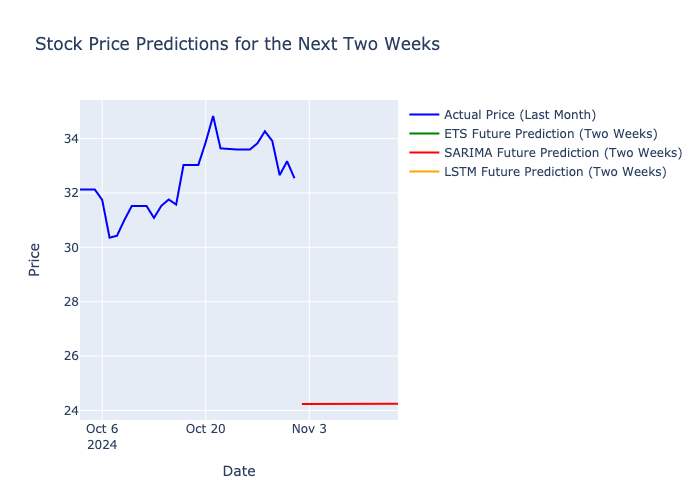 Stock Price Predictions for the Next Two Weeks
Actual Price (Last Month)
ETS Future Prediction (Two Weeks)
SARIMA Future Prediction (Two Weeks)
LSTM Future Prediction (Two Weeks)
34
32
30
28
26
24
Price
Oct 6
2024
Oct 20
Nov 3
Date